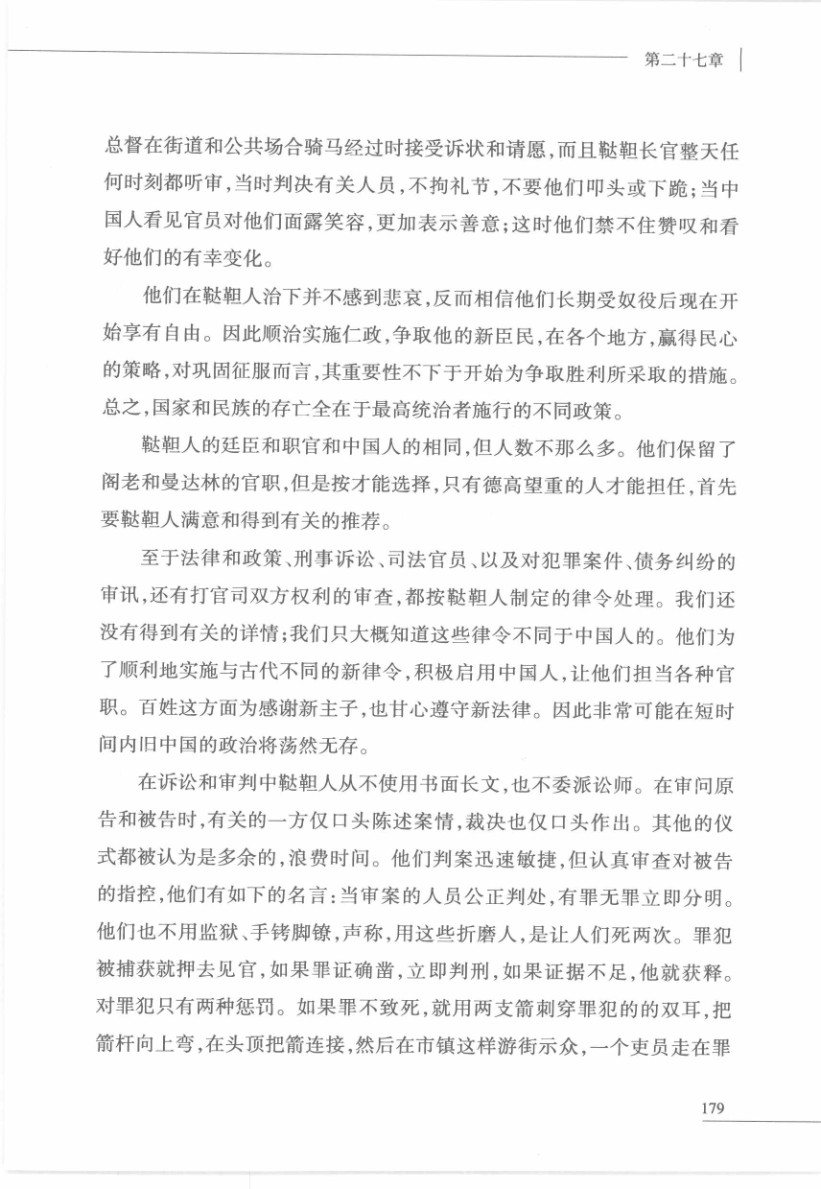 第二十七章
总督在街道和公共场合骑马经过时接受诉状和请愿,而且鞑靼长官整天任
何时刻都听审,当时判决有关人员,不拘礼节,不要他们叩头或下跪;当中
国人看见官员对他们面露笑容,更加表示善意;这时他们禁不住赞叹和看
好他们的有幸变化。
他们在鞑靼人治下并不感到悲哀,反而相信他们长期受奴役后现在开
始享有自由。因此顺治实施仁政,争取他的新臣民,在各个地方,赢得民心
的策略,对巩固征服而言,其重要性不下于开始为争取胜利所采取的措施。
总之,国家和民族的存亡全在于最高统治者施行的不同政策。
鞑靼人的廷臣和职官和中国人的相同,但人数不那么多。他们保留了
阁老和曼达林的官职,但是按才能选择,只有德高望重的人才能担任,首先
要鞑靼人满意和得到有关的推荐。
至于法律和政策、刑事诉讼、司法官员、以及对犯罪案件、债务纠纷的
审讯,还有打官司双方权利的审查,都按鞑靼人制定的律令处理。我们还
没有得到有关的详情;我们只大概知道这些律令不同于中国人的。他们为
了顺利地实施与古代不同的新律令,积极启用中国人,让他们担当各种官
职。百姓这方面为感谢新主子,也甘心遵守新法律。因此非常可能在短时
间内旧中国的政治将荡然无存。
在诉讼和审判中鞑靼人从不使用书面长文,也不委派讼师。在审问原
告和被告时,有关的一方仅口头陈述案情,裁决也仅口头作出。其他的仪
式都被认为是多余的,浪费时间。他们判案迅速敏捷,但认真审查对被告
的指控,他们有如下的名言:当审案的人员公正判处,有罪无罪立即分明。
他们也不用监狱、手铐脚镣,声称,用这些折磨人,是让人们死两次。罪犯
被捕获就押去见官,如果罪证确凿,立即判刑,如果证据不足,他就获释。
对罪犯只有两种惩罚。如果罪不致死,就用两支箭刺穿罪犯的的双耳,把
箭杆向上弯,在头顶把箭连接,然后在市镇这样游街示众,一个吏员走在罪
179